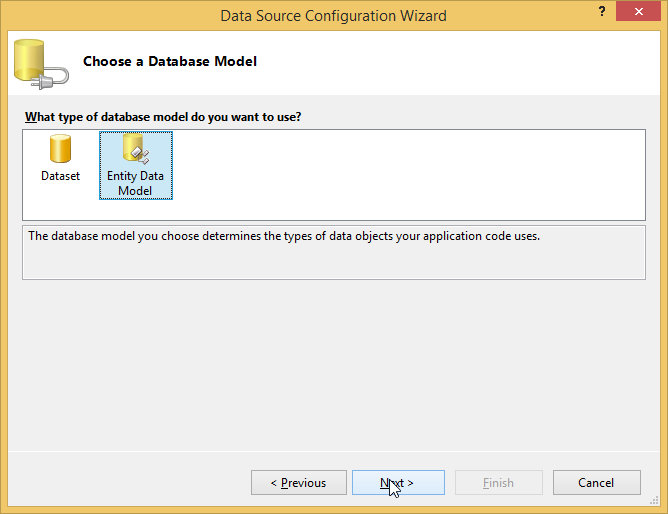 Data Source Configuration Wizard
?
Choose a Database Model
What type of database model do you want to use?
Dataset
Entity Data
Model
The database model you choose determines the types of data objects your application code uses.
< Previous
Next >
Finish
Cancel